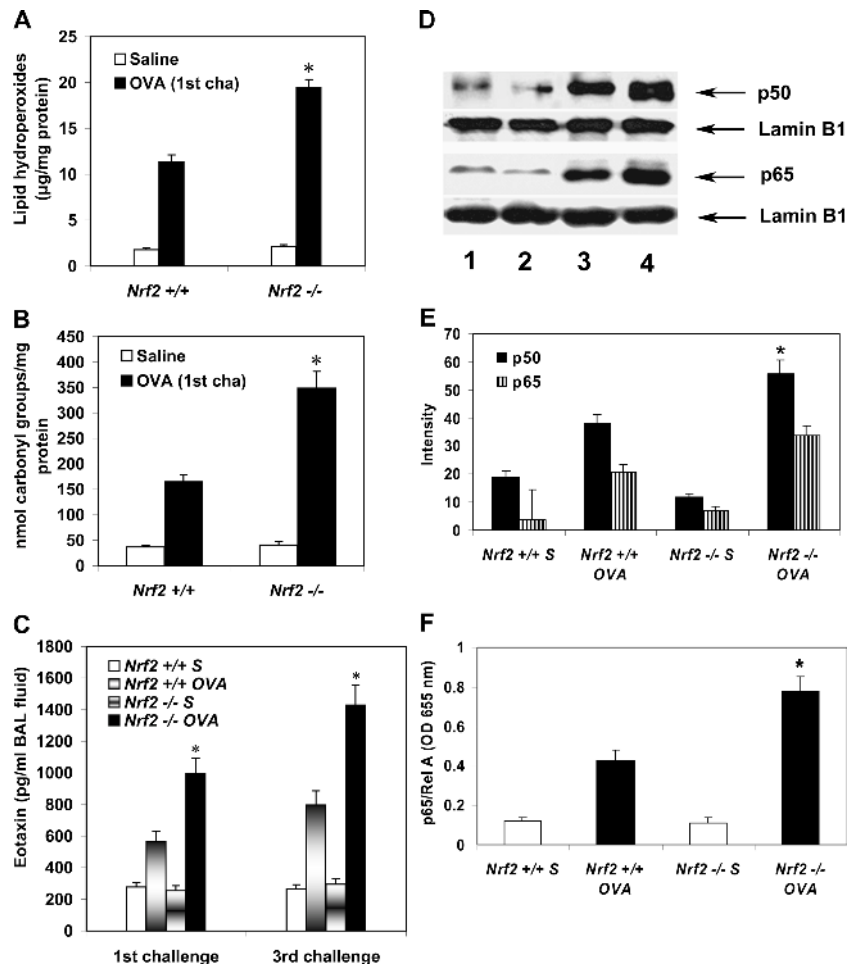 A
Lipid hydroperoxides
(µg/mg protein)
25
20
15
10
5
0
Saline
OVA (1st cha)
*
Nrf2 +/+
Nrf2 -/-
B
nmol carbonyl groups/mg
protein
450
400
350
300
250
200
150
100
50
0
Saline
OVA (1st cha)
*
Nrf2 +/+
Nrf2 -/-
C
Eotaxin (pg/ml BAL fluid)
1800
1600
1400
1200
1000
800
600
400
200
0
Nrf2 +/+ S
Nrf2 +/+ OVA
Nrf2 -/- S
Nrf2 -/- OVA
*
*
1st challenge
3rd challenge
D
p50
Lamin B1
p65
Lamin B1
1 2 3 4
E
Intensity
70
60
50
40
30
20
10
0
p50
p65
*
Nrf2 +/+ S
Nrf2 +/+
OVA
Nrf2 -/- S
Nrf2 -/-
OVA
F
p65/Rel A (OD 655 nm)
1
0.8
0.6
0.4
0.2
0
*
Nrf2 +/+ S
Nrf2 +/+
OVA
Nrf2 -/- S
Nrf2 -/-
OVA